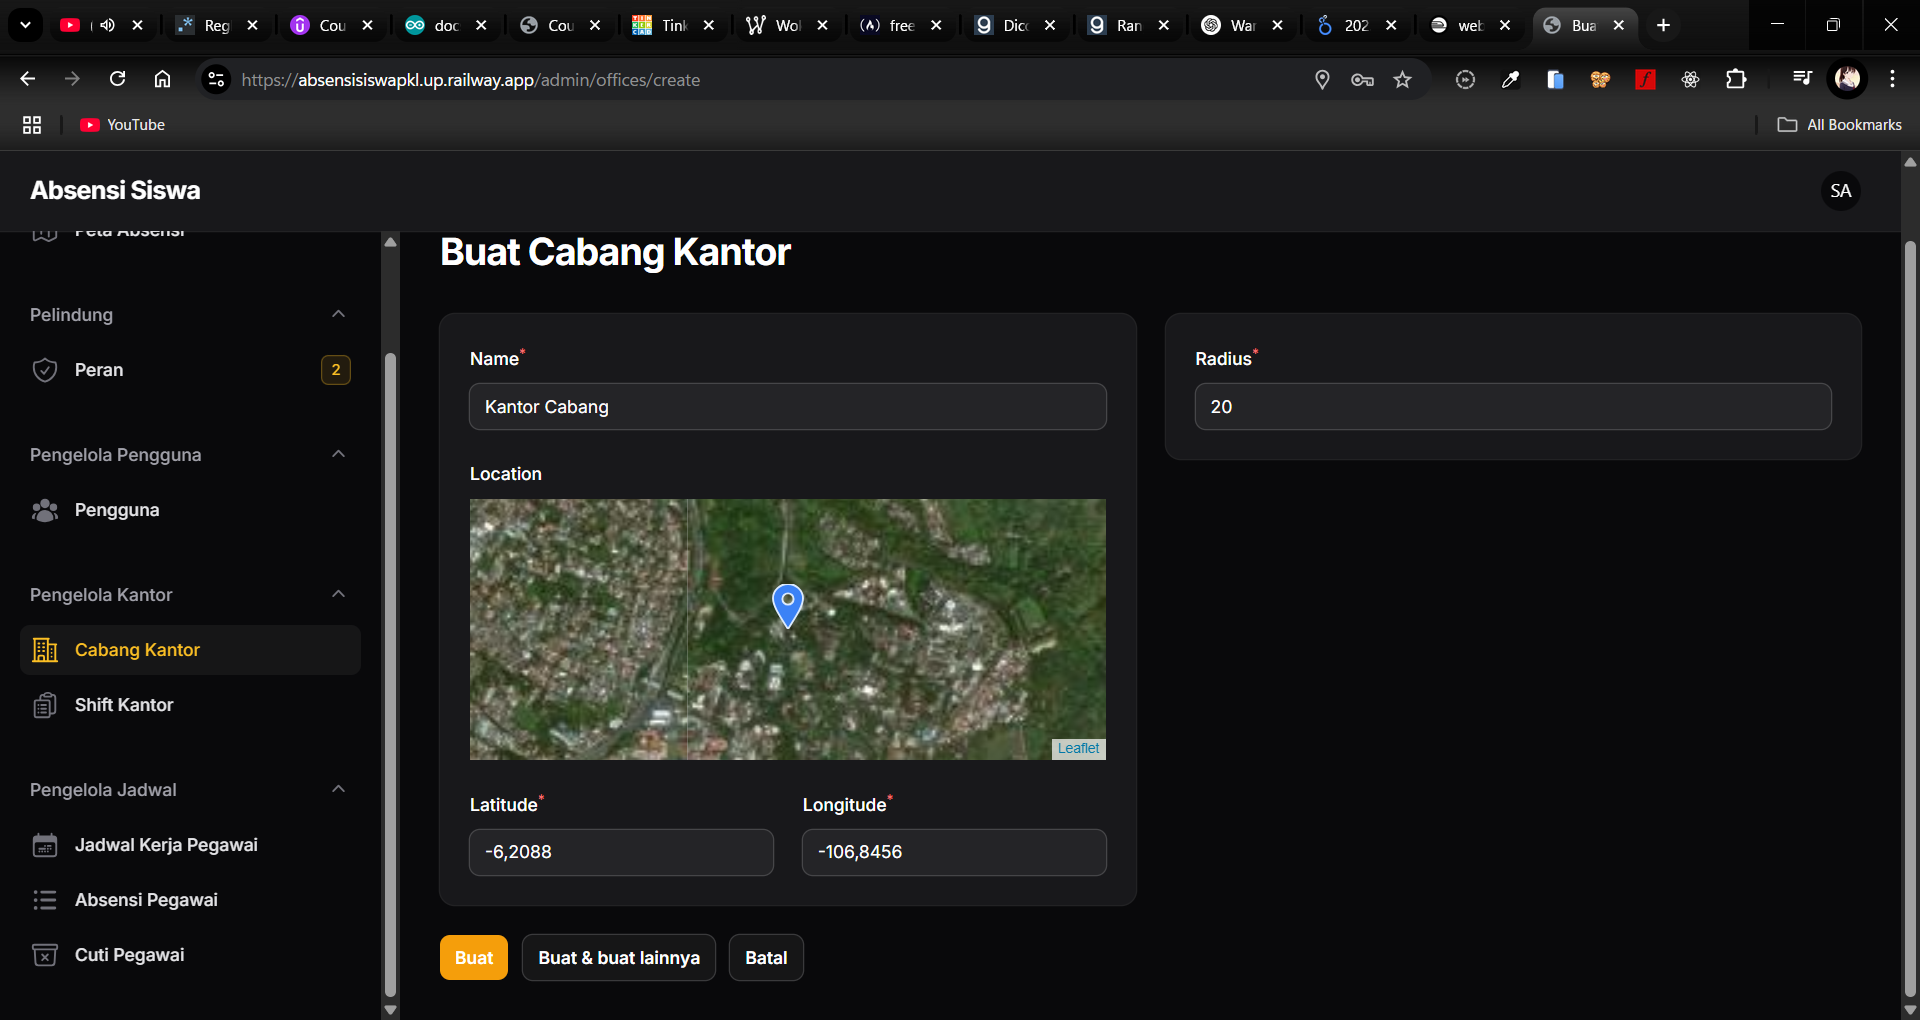 Reg
Cou
doc
Cou
Tink
Wo
free
Dico
Ran
War
202
web
Bua
https://absensisiswapkl.up.railway.app/admin/offices/create
YouTube
All Bookmarks
Absensi Siswa
SA
Peta Absensi
Pelindung
Peran
2
Pengelola Pengguna
Pengguna
Pengelola Kantor
Cabang Kantor
Shift Kantor
Pengelola Jadwal
Jadwal Kerja Pegawai
Absensi Pegawai
Cuti Pegawai
Buat Cabang Kantor
Name*
Kantor Cabang
Location
Leaflet
Latitude*
Longitude*
-6,2088
-106,8456
Radius*
20
Buat
Buat & buat lainnya
Batal